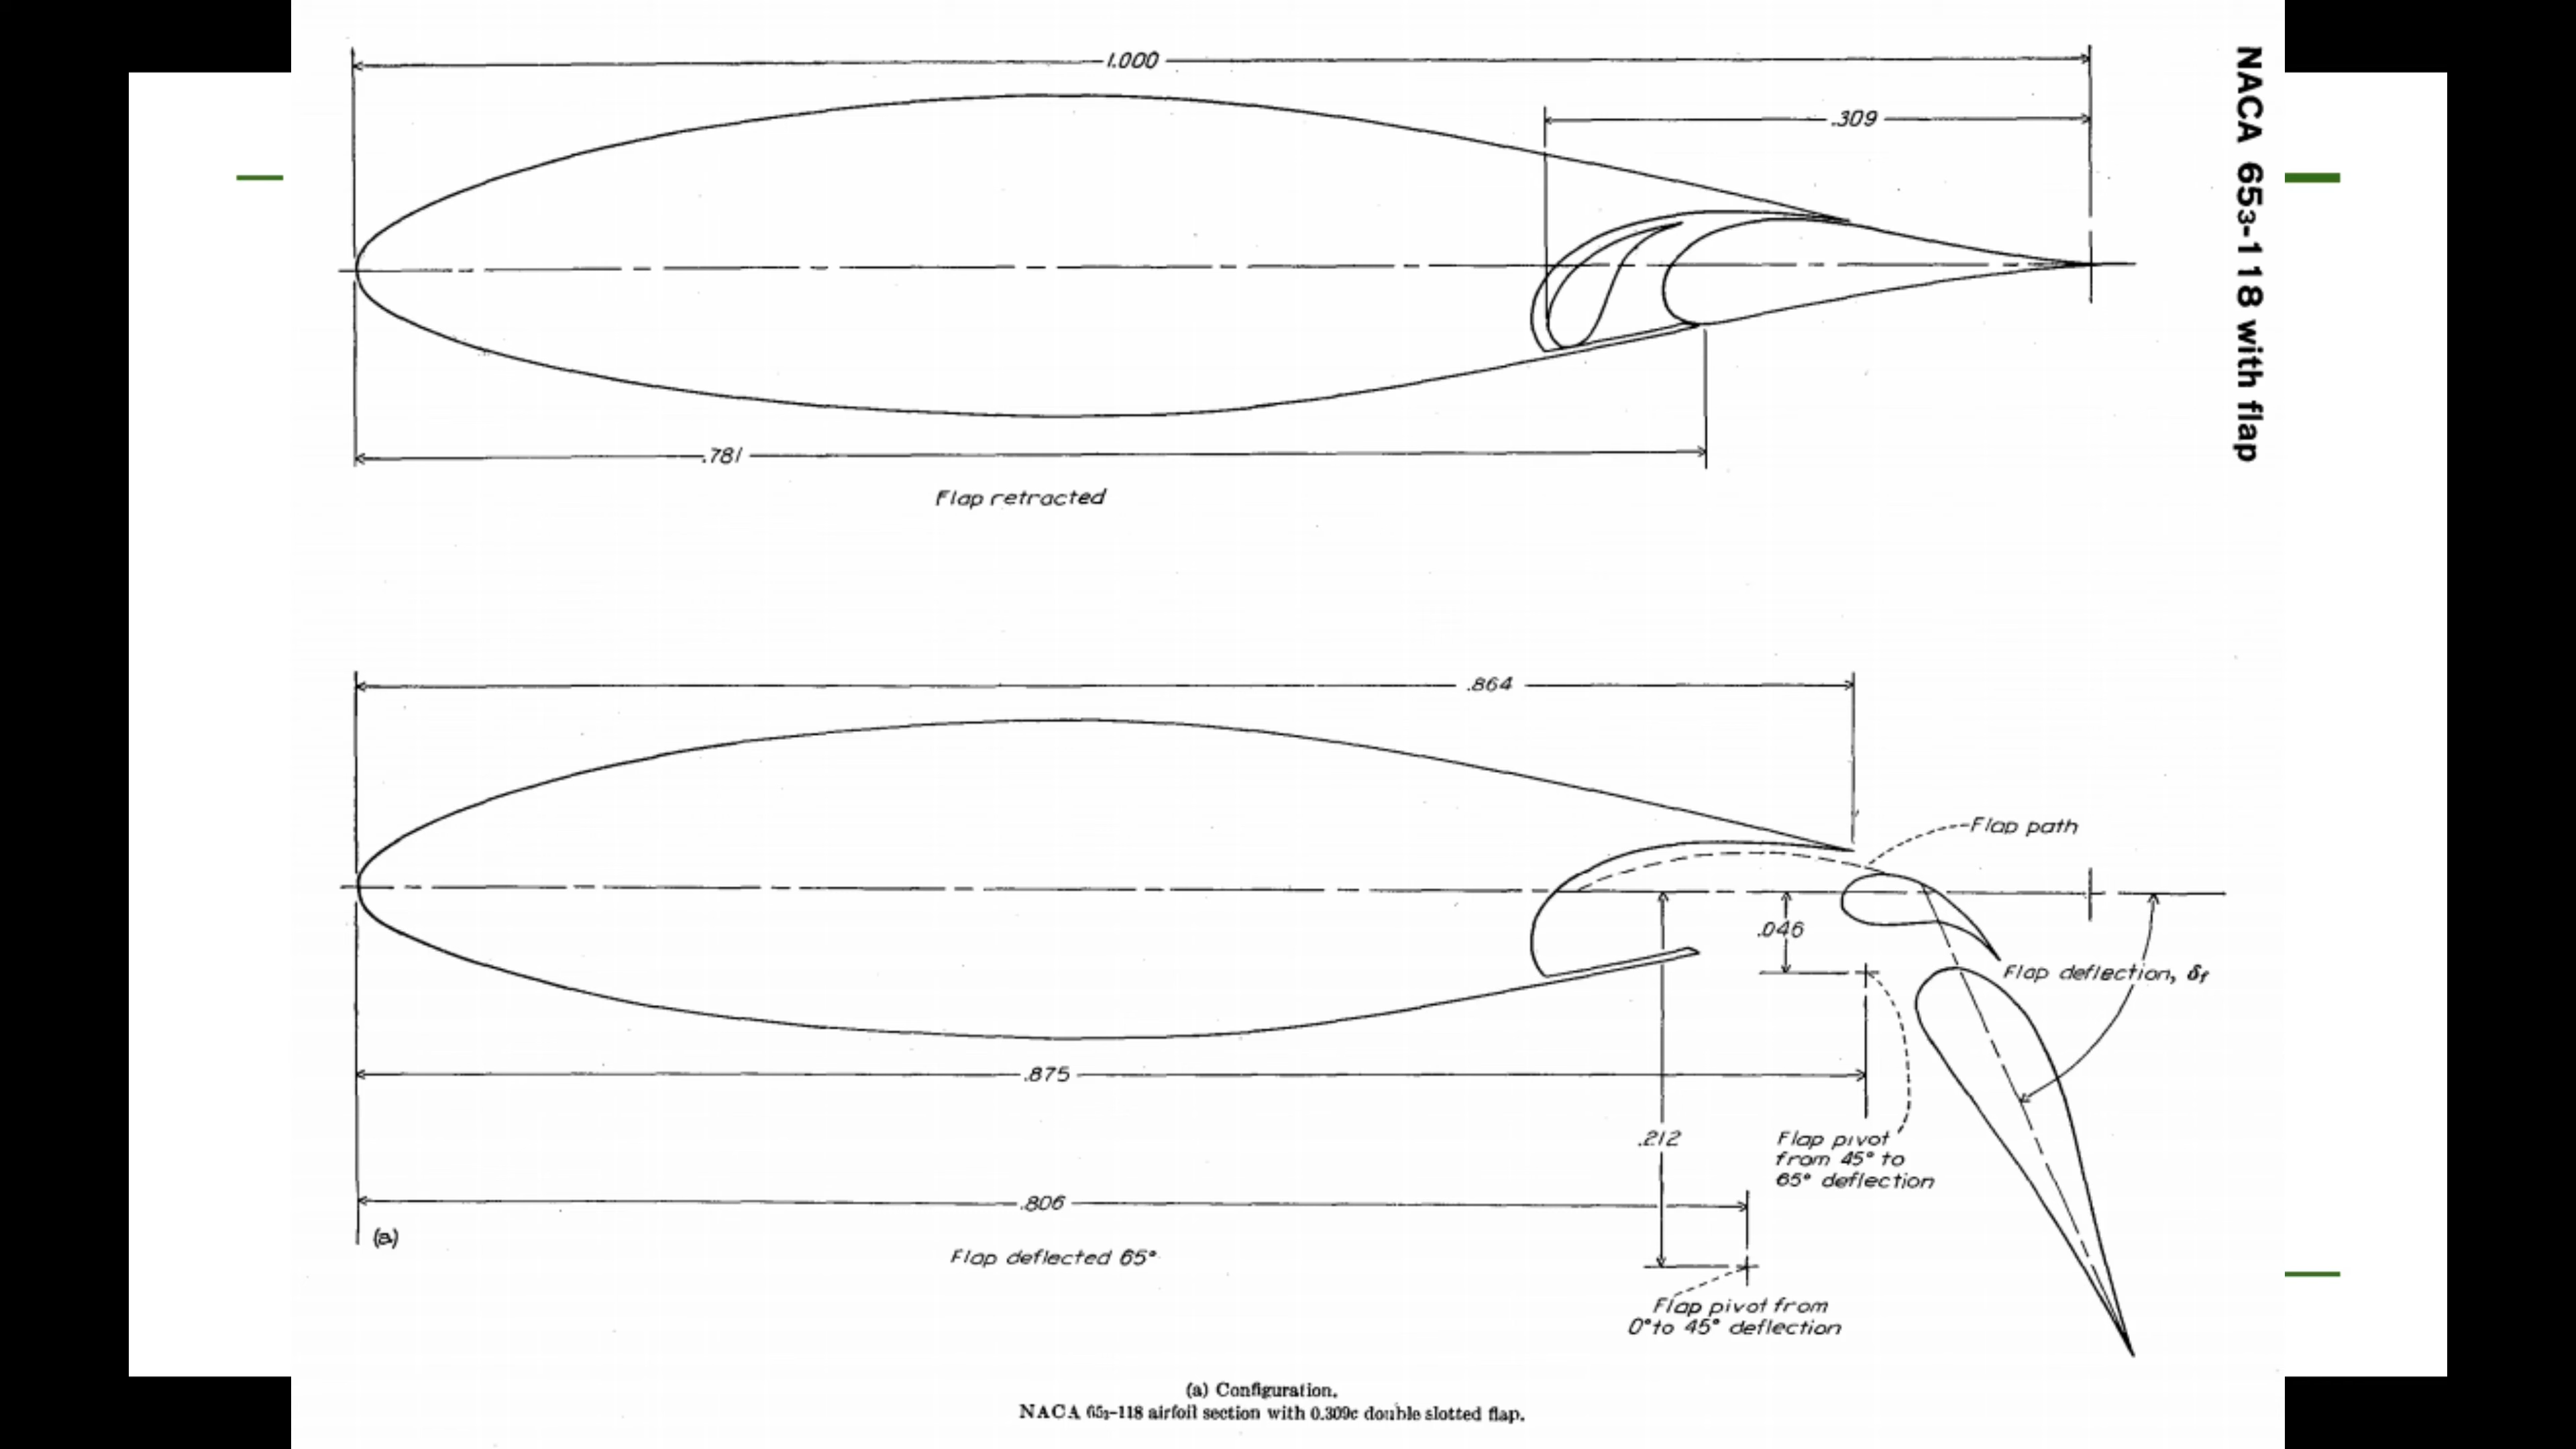 1.000
.309
NACA 653-118 with flap
.781
Flap retracted
.864
Flap path
.046
Flap deflection, δf
.875
.212
Flap pivot
from 45° to
65° deflection
.806
(a)
Flap deflected 65°
Flap pivot from
0° to 45° deflection
(a) Configuration.
NACA 65₃-118 airfoil section with 0.309c double slotted flap.